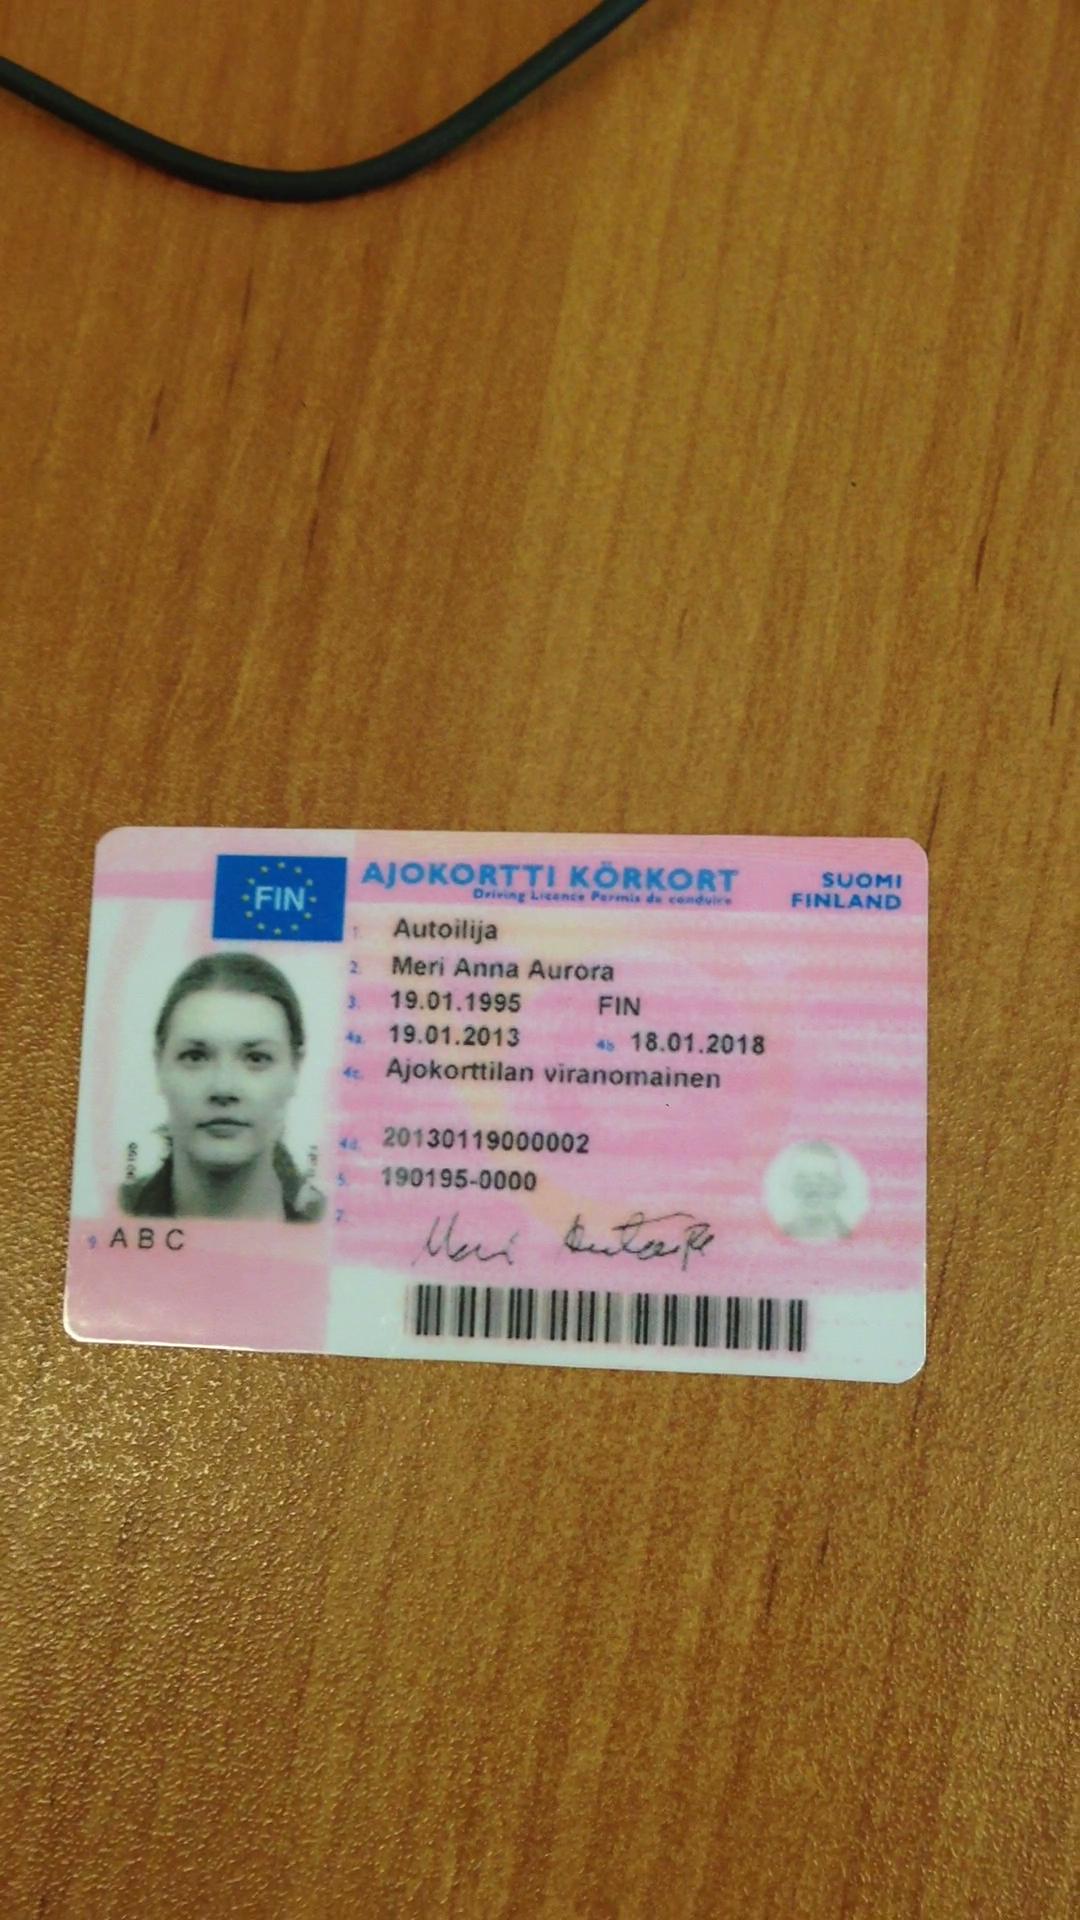 FIN
AJOKORTTI KÖRKORT
SUOMI
Driving Licence Permis de conduire
FINLAND
1. Autoilija
2. Meri Anna Aurora
3. 19.01.1995 FIN
4a. 19.01.2013 4b 18.01.2018
4c. Ajokorttilan viranomainen
4d. 20130119000002
5. 190195-0000
7. Meri
9. A B C